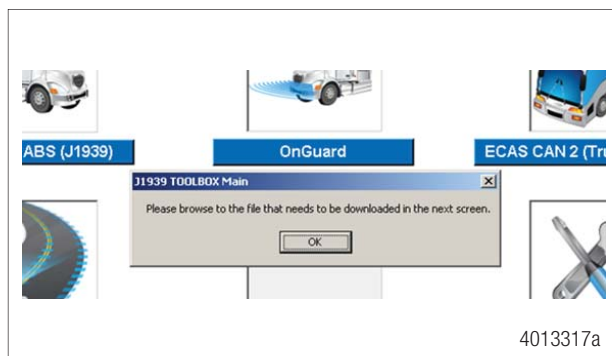 ABS (J1939)
OnGuard
ECAS CAN 2 (Tru
J1939 TOOLBOX Main
Please browse to the file that needs to be downloaded in the next screen.
OK
4013317a